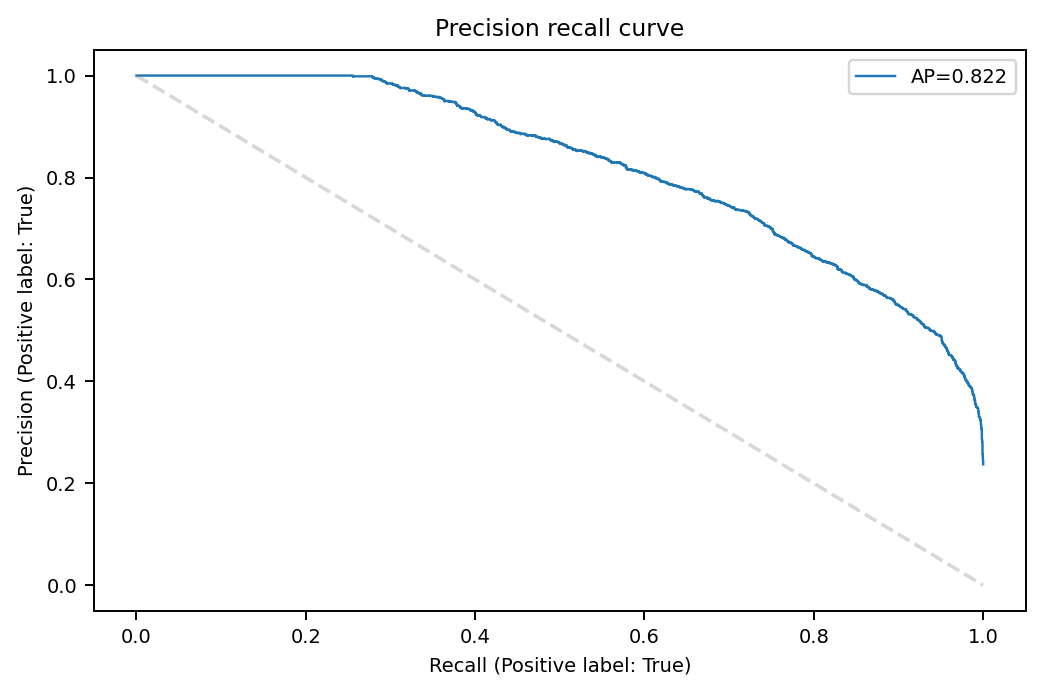 Precision recall curve
AP=0.822
Precision (Positive label: True)
1.0
0.8
0.6
0.4
0.2
0.0
0.0 0.2 0.4 0.6 0.8 1.0
Recall (Positive label: True)